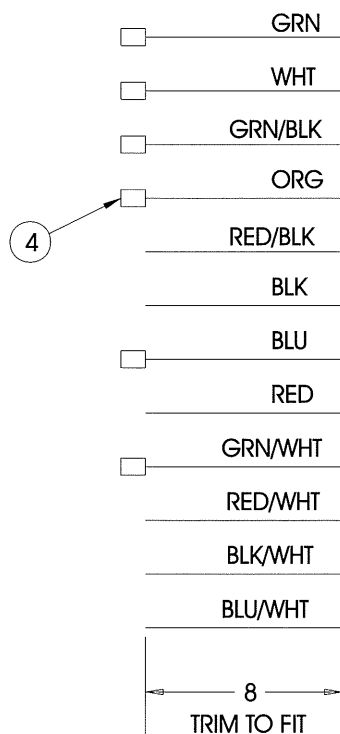 GRN
WHT
GRN/BLK
ORG
4
RED/BLK
BLK
BLU
RED
GRN/WHT
RED/WHT
BLK/WHT
BLU/WHT
8
TRIM TO FIT